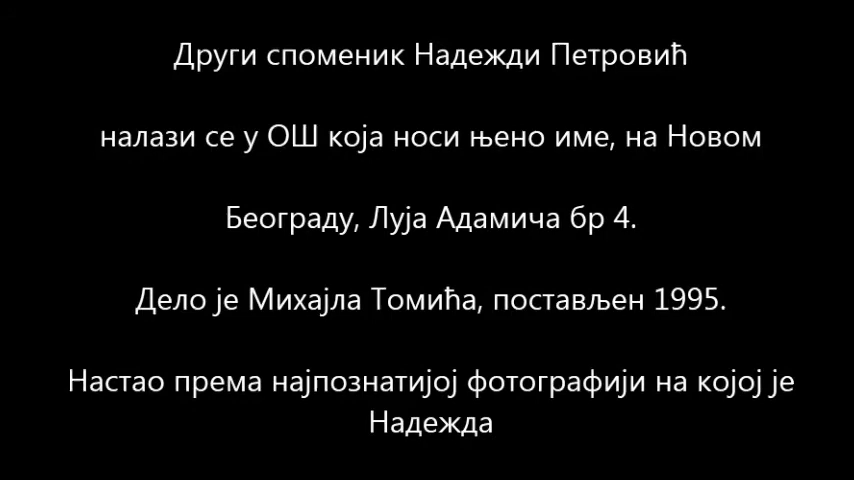 Други споменик Надежди Петровић
налази се у ОШ која носи њено име, на Новом
Београду, Луја Адамича бр 4.
Дело је Михајла Томића, постављен 1995.
Настао према најпознатијој фотографији на којој је
Надежда